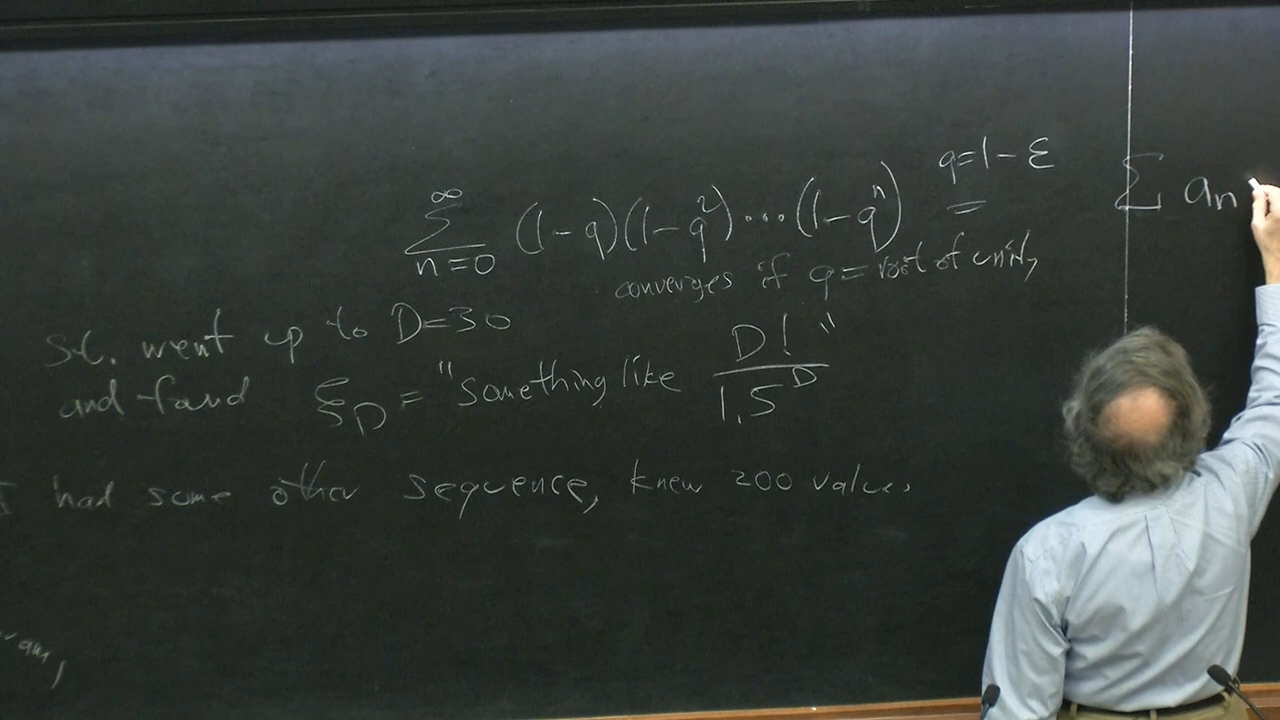 ∞ Σ n=0 (1-q)(1-q²)...(1-qⁿ) q=1-ε = Σ aₙ
converges if q = root of unity
St. went up to D=30
and found ξ_D = "something like D!/1.5^D"
I had some other sequence, knew 200 values